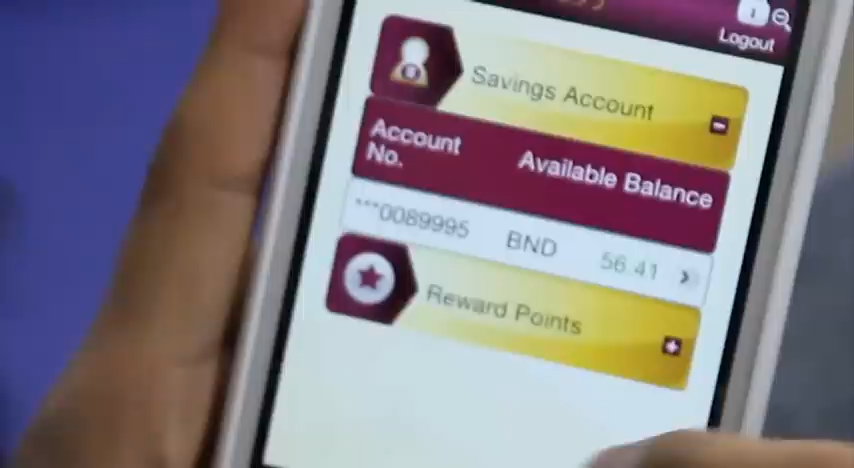 Logout
Savings Account
Account No.
Available Balance
***0089995 BND 56.41
Reward Points